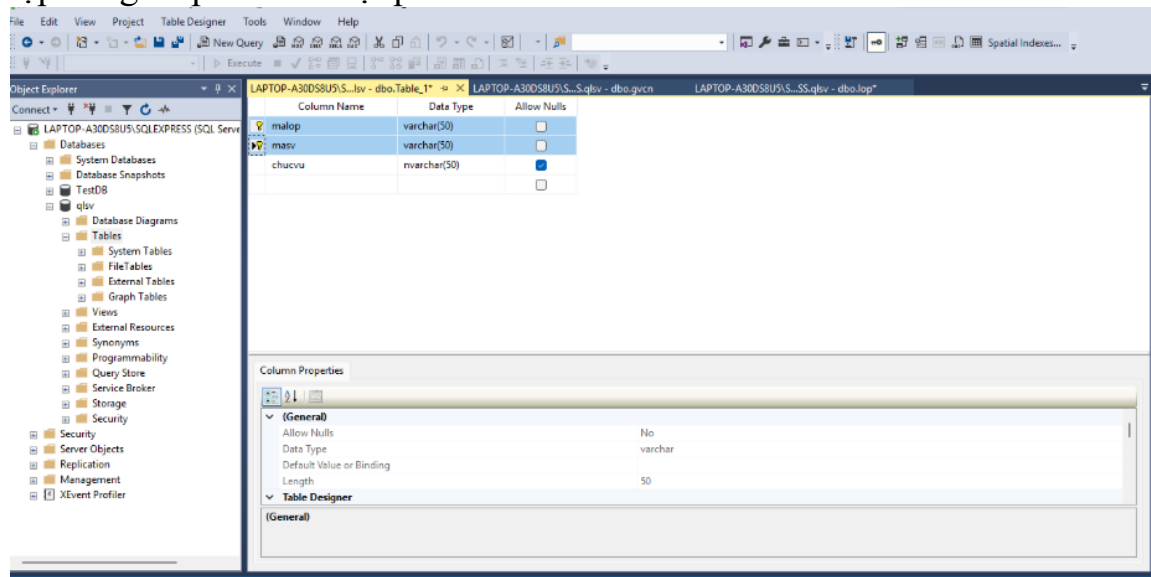 File Edit View Project Table Designer Tools Window Help
New Query Spatial Indexes...
Execute
Object Explorer
LAPTOP-A30DS8U5\S...lsv - dbo.Table_1* LAPTOP-A30DS8U5\S...S.qlsv - dbo.gvcn LAPTOP-A30DS8U5\S...SS.qlsv - dbo.lop*
Connect
LAPTOP-A30DS8U5\SQLEXPRESS (SQL Serve
Databases
System Databases
Database Snapshots
TestDB
qlsv
Database Diagrams
Tables
System Tables
FileTables
External Tables
Graph Tables
Views
External Resources
Synonyms
Programmability
Query Store
Service Broker
Storage
Security
Security
Server Objects
Replication
Management
XEvent Profiler
Column Name Data Type Allow Nulls
malop varchar(50)
masv varchar(50)
chucvu nvarchar(50)
Column Properties
(General)
Allow Nulls No
Data Type varchar
Default Value or Binding
Length 50
Table Designer
(General)